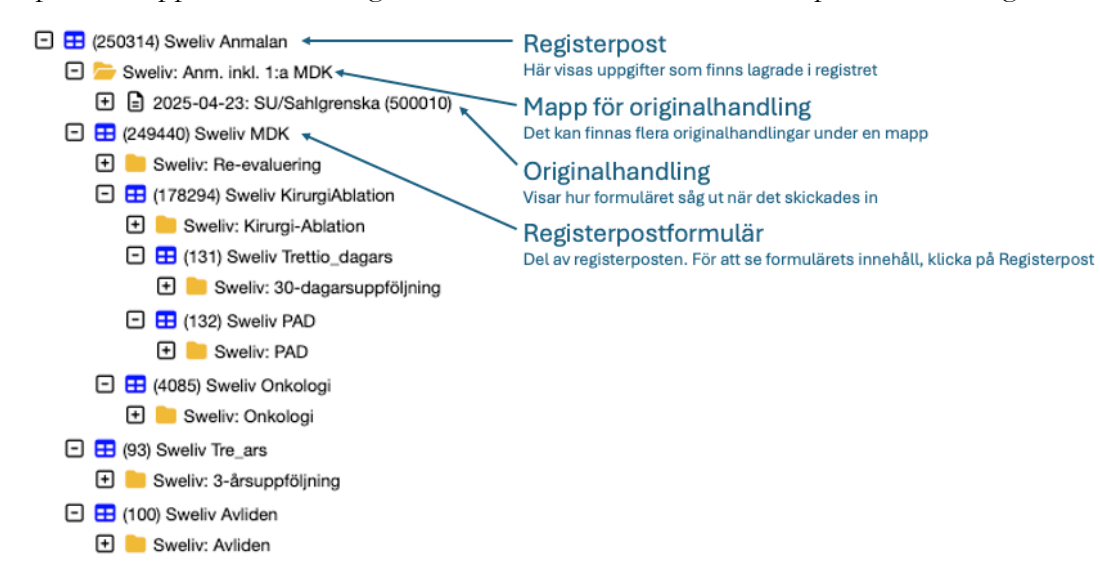 (250314) Sweliv Anmalan
Registerpost
Här visas uppgifter som finns lagrade i registret
Sweliv: Anm. inkl. 1:a MDK
Mapp för originalhandling
Det kan finnas flera originalhandlingar under en mapp
2025-04-23: SU/Sahlgrenska (500010)
(249440) Sweliv MDK
Originalhandling
Visar hur formuläret såg ut när det skickades in
Sweliv: Re-evaluering
(178294) Sweliv KirurgiAblation
Registerpostformulär
Del av registerposten. För att se formulärets innehåll, klicka på Registerpost
Sweliv: Kirurgi-Ablation
(131) Sweliv Trettio_dagars
Sweliv: 30-dagarsuppföljning
(132) Sweliv PAD
Sweliv: PAD
(4085) Sweliv Onkologi
Sweliv: Onkologi
(93) Sweliv Tre_ars
Sweliv: 3-årsuppföljning
(100) Sweliv Avliden
Sweliv: Avliden